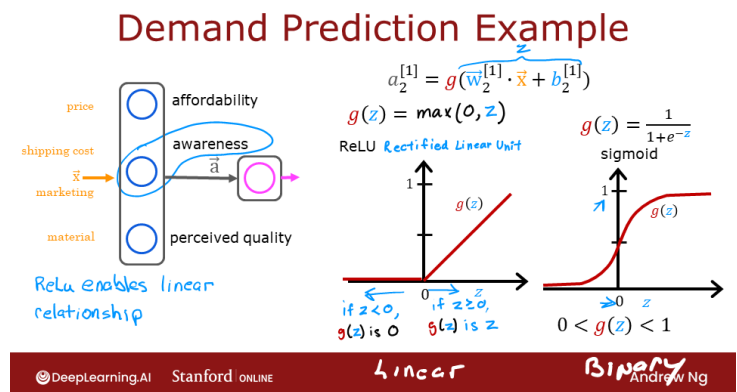 Demand Prediction Example
z
a₂^[1] = g(w⃗₂^[1] · x⃗ + b₂^[1])
g(z) = max(0, z)
g(z) = 1/(1+e^-z)
price
affordability
shipping cost
awareness
x⃗
a⃗
marketing
material
perceived quality
ReLu enables linear
relationship
ReLU Rectified Linear Unit
1
g(z)
0
z
if z<0,
g(z) is 0
if z≥0,
g(z) is z
sigmoid
1
g(z)
0
z
0 < g(z) < 1
DeepLearning.AI
Stanford | ONLINE
Linear
Binary
Andrew Ng